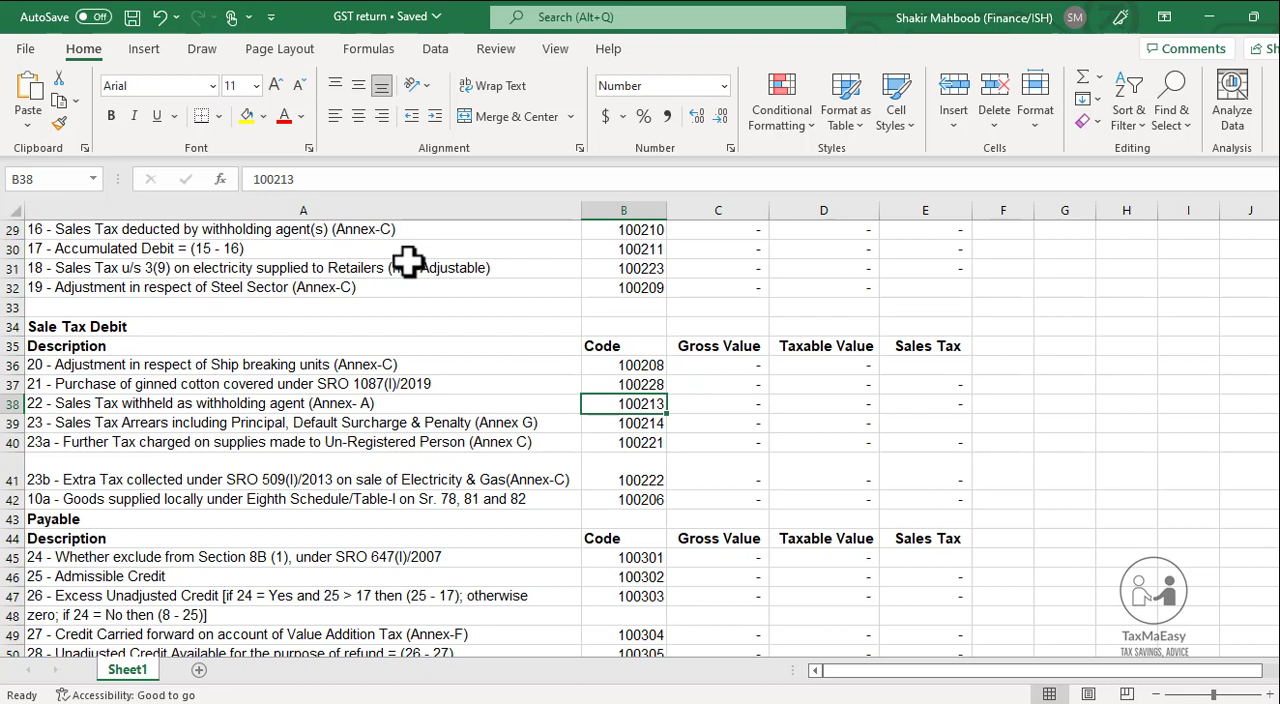 AutoSave Off GST return • Saved Search (Alt+Q) Shakir Mahboob (Finance/ISH) SM
File Home Insert Draw Page Layout Formulas Data Review View Help Comments Sh
Paste Arial 11 A A Wrap Text Number Conditional Formatting Format as Table Cell Styles Insert Delete Format Sort & Filter Find & Select Analyze Data
B I U A Merge & Center $ % ,
Clipboard Font Alignment Number Styles Cells Editing Analysis
B38 fx 100213
A B C D E F G H I J
29 16 - Sales Tax deducted by withholding agent(s) (Annex-C) 100210 - - -
30 17 - Accumulated Debit = (15 - 16) 100211 - - -
31 18 - Sales Tax u/s 3(9) on electricity supplied to Retailers ( Adjustable) 100223 - - -
32 19 - Adjustment in respect of Steel Sector (Annex-C) 100209 - -
33
34 Sale Tax Debit
35 Description Code Gross Value Taxable Value Sales Tax
36 20 - Adjustment in respect of Ship breaking units (Annex-C) 100208 - - -
37 21 - Purchase of ginned cotton covered under SRO 1087(I)/2019 100228 - - -
38 22 - Sales Tax withheld as withholding agent (Annex- A) 100213 - - -
39 23 - Sales Tax Arrears including Principal, Default Surcharge & Penalty (Annex G) 100214 - - -
40 23a - Further Tax charged on supplies made to Un-Registered Person (Annex C) 100221 - - -
41 23b - Extra Tax collected under SRO 509(I)/2013 on sale of Electricity & Gas(Annex-C) 100222 - - -
42 10a - Goods supplied locally under Eighth Schedule/Table-I on Sr. 78, 81 and 82 100206 - - -
43 Payable
44 Description Code Gross Value Taxable Value Sales Tax
45 24 - Whether exclude from Section 8B (1), under SRO 647(I)/2007 100301 - -
46 25 - Admissible Credit 100302 - - -
47 26 - Excess Unadjusted Credit [if 24 = Yes and 25 > 17 then (25 - 17); otherwise 100303 - - -
48 zero; if 24 = No then (8 - 25)]
49 27 - Credit Carried forward on account of Value Addition Tax (Annex-F) 100304 - - -
50 28 - Unadjusted Credit Available for the purpose of refund = (26 - 27) 100305 - - -
TaxMaEasy
TAX SAVINGS, ADVICE
Sheet1
Ready Accessibility: Good to go